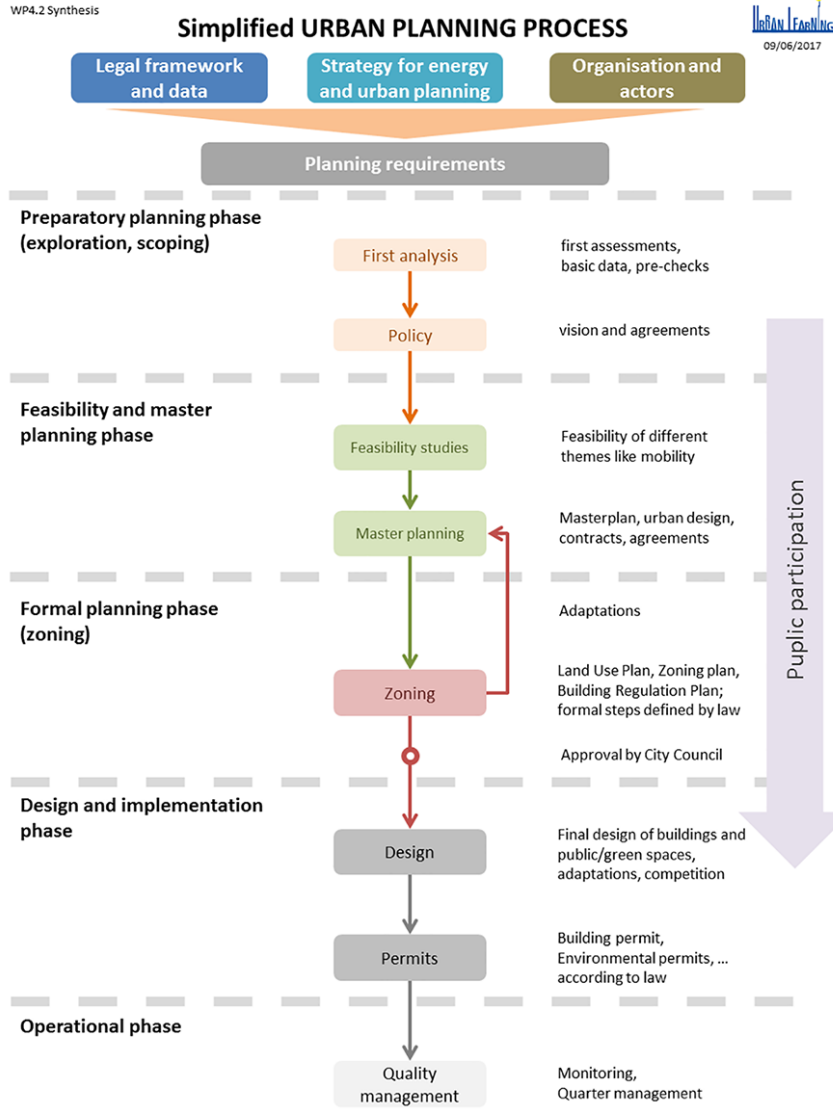 WP4.2 Synthesis
Simplified URBAN PLANNING PROCESS
URBAN LEARNING
09/06/2017
Legal framework
and data
Strategy for energy
and urban planning
Organisation and
actors
Planning requirements
Preparatory planning phase
(exploration, scoping)
First analysis
first assessments,
basic data, pre-checks
Policy
vision and agreements
Feasibility and master
planning phase
Feasibility studies
Feasibility of different
themes like mobility
Master planning
Masterplan, urban design,
contracts, agreements
Puplic participation
Formal planning phase
(zoning)
Adaptations
Zoning
Land Use Plan, Zoning plan,
Building Regulation Plan;
formal steps defined by law
Approval by City Council
Design and implementation
phase
Design
Final design of buildings and
public/green spaces,
adaptations, competition
Permits
Building permit,
Environmental permits, ...
according to law
Operational phase
Quality
management
Monitoring,
Quarter management